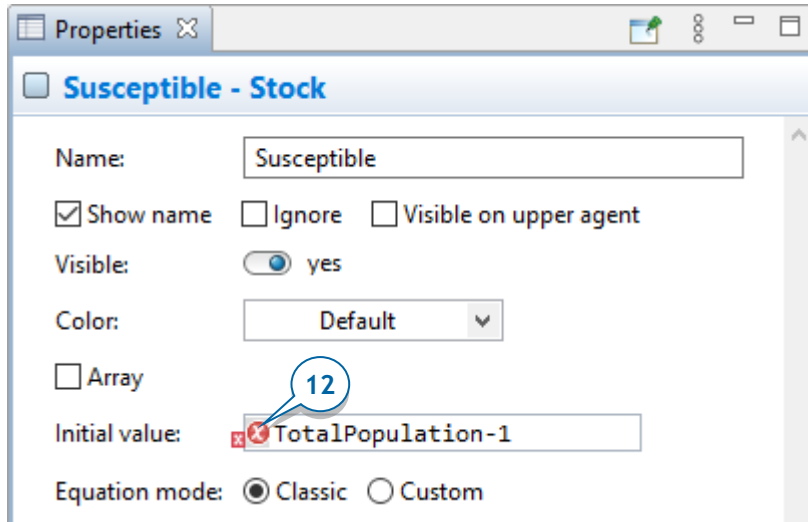 Properties
Susceptible - Stock
Name: Susceptible
Show name Ignore Visible on upper agent
Visible: yes
Color: Default
Array
12
Initial value: TotalPopulation-1
Equation mode: Classic Custom